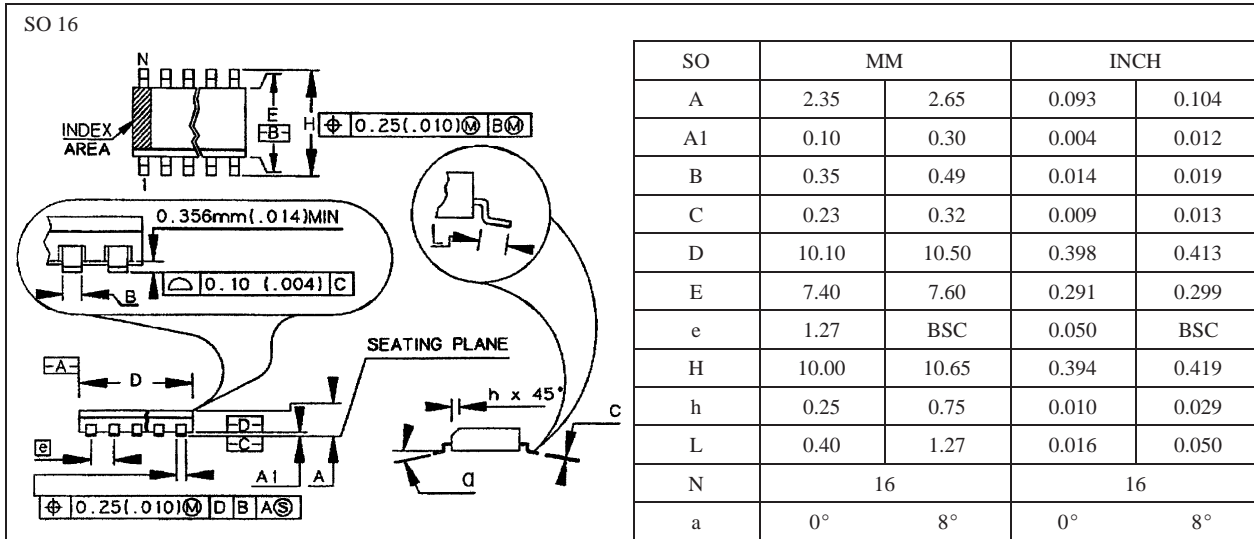 SO 16
N
INDEX
AREA
1
E
-B-
H
⌖ 0.25(.010)Ⓜ BⓂ
0.356mm(.014)MIN
⌓ 0.10 (.004) C
B
L
SEATING PLANE
-A-
D
h x 45°
C
-D-
-C-
e
A1
A
a
⌖ 0.25(.010)Ⓜ D B AⓈ
SO MM INCH
A 2.35 2.65 0.093 0.104
A1 0.10 0.30 0.004 0.012
B 0.35 0.49 0.014 0.019
C 0.23 0.32 0.009 0.013
D 10.10 10.50 0.398 0.413
E 7.40 7.60 0.291 0.299
e 1.27 BSC 0.050 BSC
H 10.00 10.65 0.394 0.419
h 0.25 0.75 0.010 0.029
L 0.40 1.27 0.016 0.050
N 16 16
a 0° 8° 0° 8°